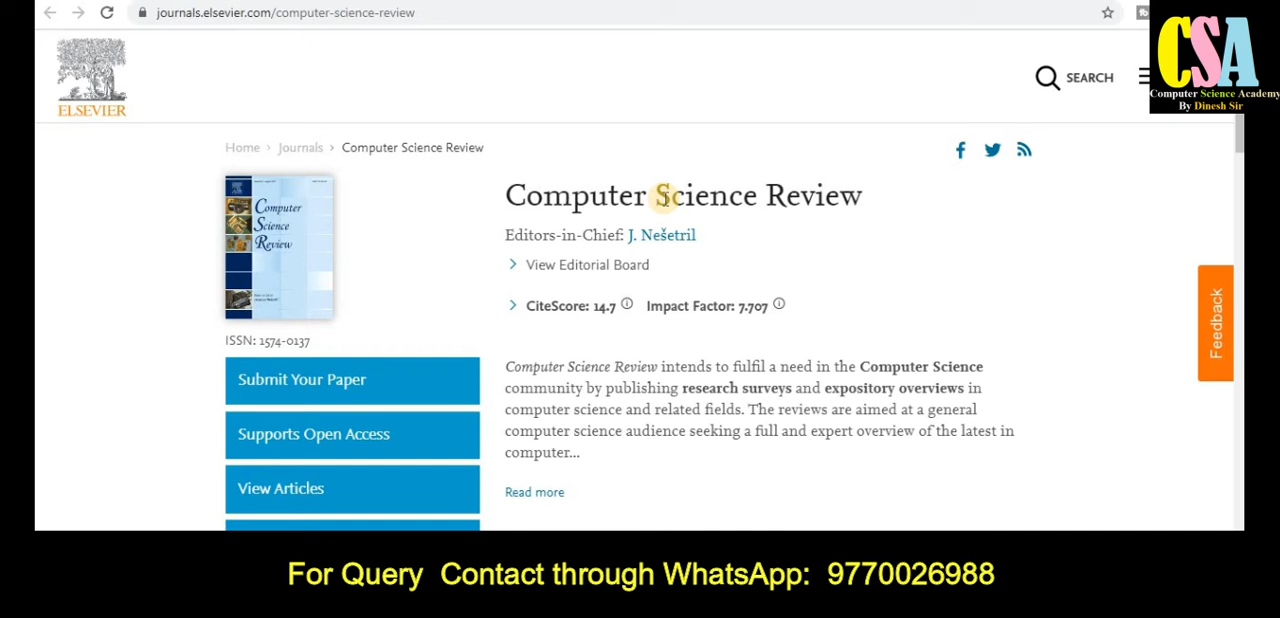 journals.elsevier.com/computer-science-review
CSA
Computer Science Academy
By Dinesh Sir
ELSEVIER
SEARCH
Home > Journals > Computer Science Review
Computer
Science
Review
ISSN: 1574-0137
Submit Your Paper
Supports Open Access
View Articles
Computer Science Review
Editors-in-Chief: J. Nešetril
View Editorial Board
CiteScore: 14.7 Impact Factor: 7.707
Computer Science Review intends to fulfil a need in the Computer Science
community by publishing research surveys and expository overviews in
computer science and related fields. The reviews are aimed at a general
computer science audience seeking a full and expert overview of the latest in
computer...
Read more
Feedback
For Query Contact through WhatsApp: 9770026988